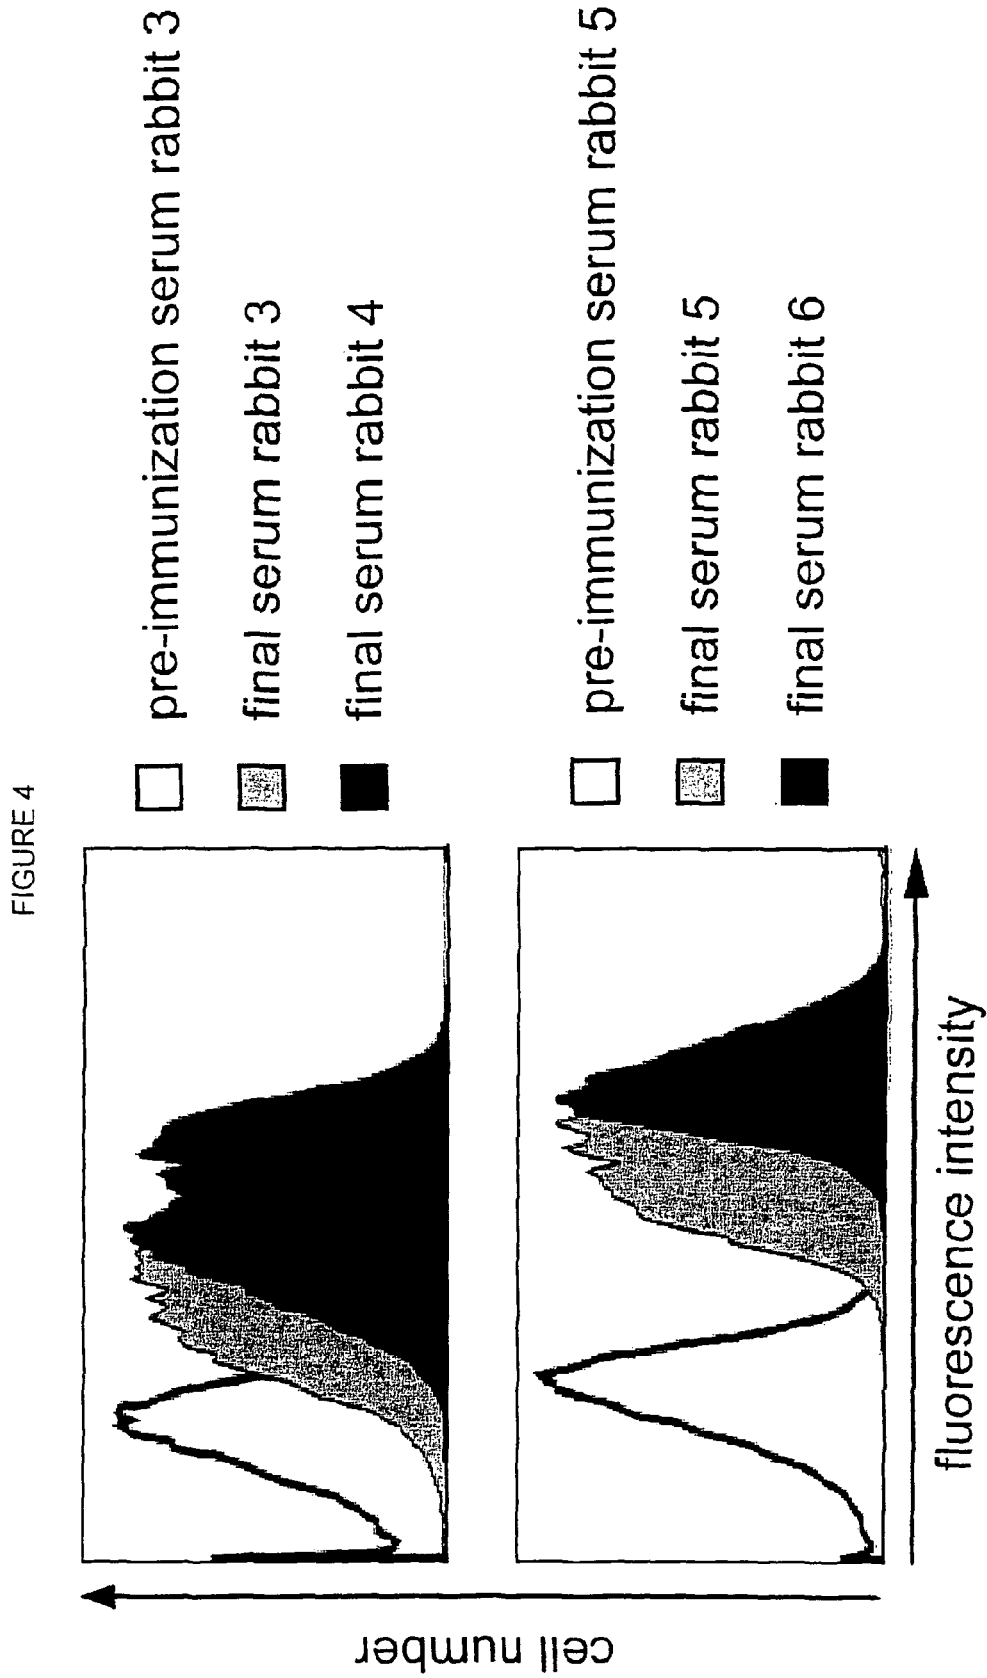 FIGURE 4
pre-immunization serum rabbit 3
final serum rabbit 3
final serum rabbit 4
pre-immunization serum rabbit 5
final serum rabbit 5
final serum rabbit 6
cell number
fluorescence intensity